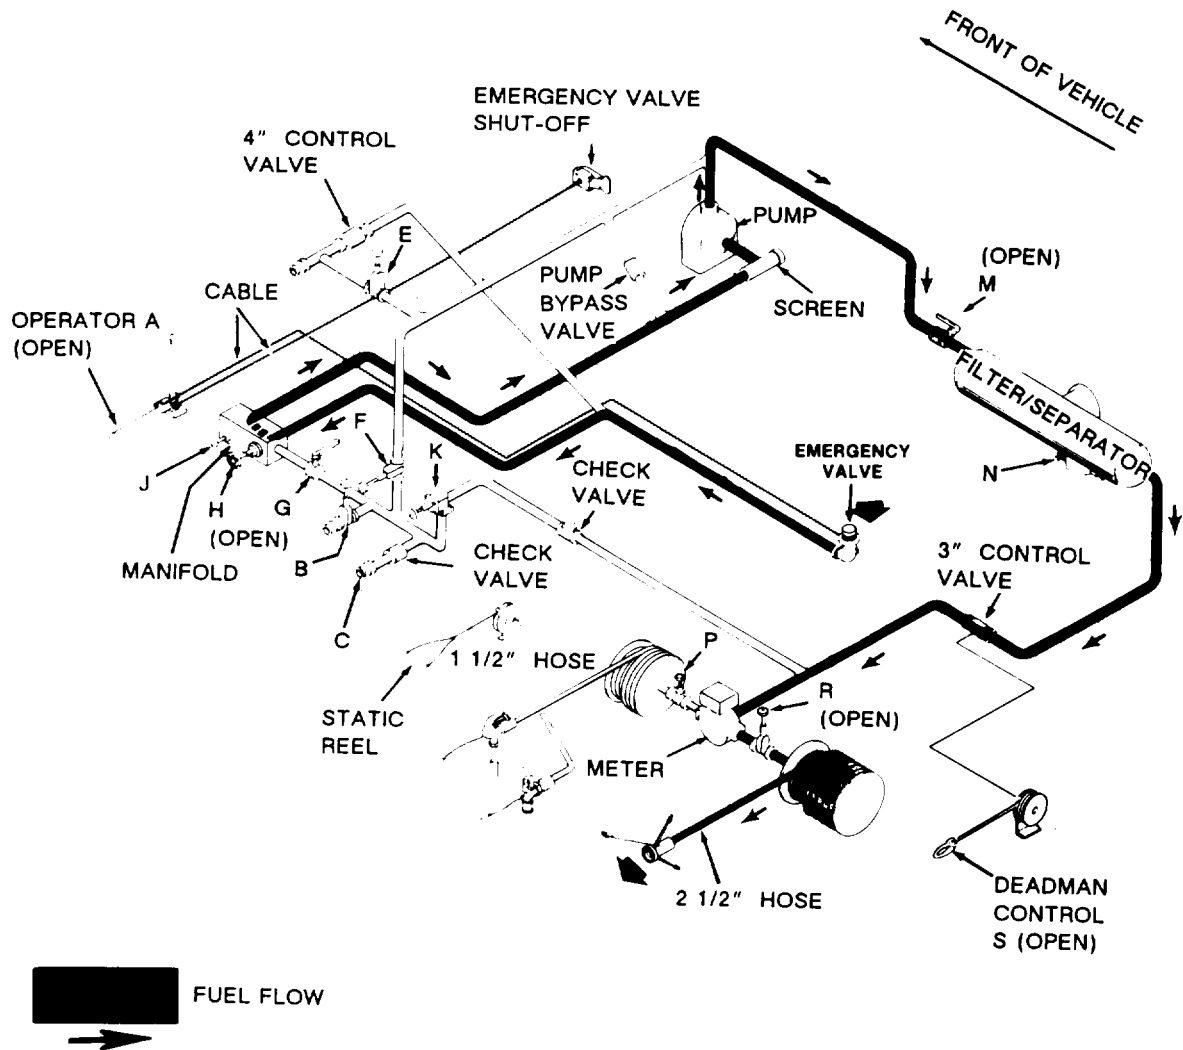 FRONT OF VEHICLE
EMERGENCY VALVE
SHUT-OFF
4" CONTROL
VALVE
PUMP
E
(OPEN)
M
PUMP
BYPASS
VALVE
SCREEN
CABLE
OPERATOR A
(OPEN)
FILTER/SEPARATOR
F
K
EMERGENCY
VALVE
CHECK
VALVE
N
J
H
(OPEN)
G
MANIFOLD
B
CHECK
VALVE
C
3" CONTROL
VALVE
1 1/2" HOSE
P
R
(OPEN)
STATIC
REEL
METER
2 1/2" HOSE
DEADMAN
CONTROL
S (OPEN)
FUEL FLOW